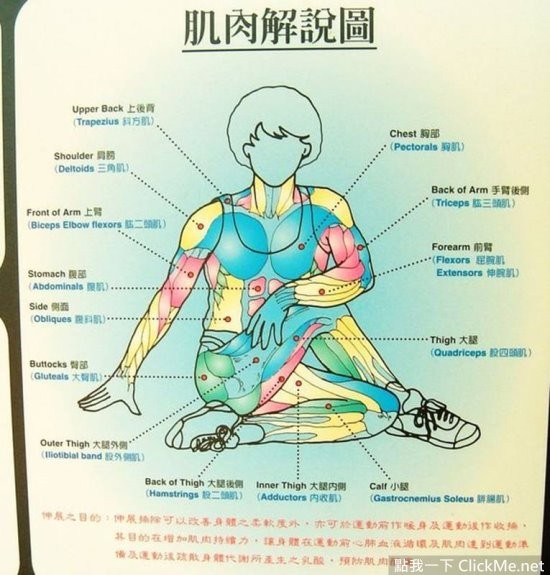 肌肉解說圖
Upper Back 上後背
(Trapezius 斜方肌)
Chest 胸部
(Pectorals 胸肌)
Shoulder 肩膀
(Deltoids 三角肌)
Back of Arm 手臂後側
(Triceps 肱三頭肌)
Front of Arm 上臂
(Biceps Elbow flexors 肱二頭肌)
Forearm 前臂
(Flexors 屈腕肌
Extensors 伸腕肌)
Stomach 腹部
(Abdominals 腹肌)
Side 側面
(Obliques 腹斜肌)
Thigh 大腿
(Quadriceps 股四頭肌)
Buttocks 臀部
(Gluteals 大臀肌)
Outer Thigh 大腿外側
(Iliotibial band 股外側肌)
Back of Thigh 大腿後側
(Hamstrings 股二頭肌)
Inner Thigh 大腿內側
(Adductors 內收肌)
Calf 小腿
(Gastrocnemius Soleus 腓腸肌)
伸展之目的：伸展操除可以改善身體之柔軟度外，亦可於運動前作暖身及運動後作收操，
其目的在增加肌肉持續力，讓身體在運動前心肺血液循環及肌肉達到運動準
備及運動後疏散身體代謝所產生之乳酸，預防肌肉
點我一下 ClickMe.net